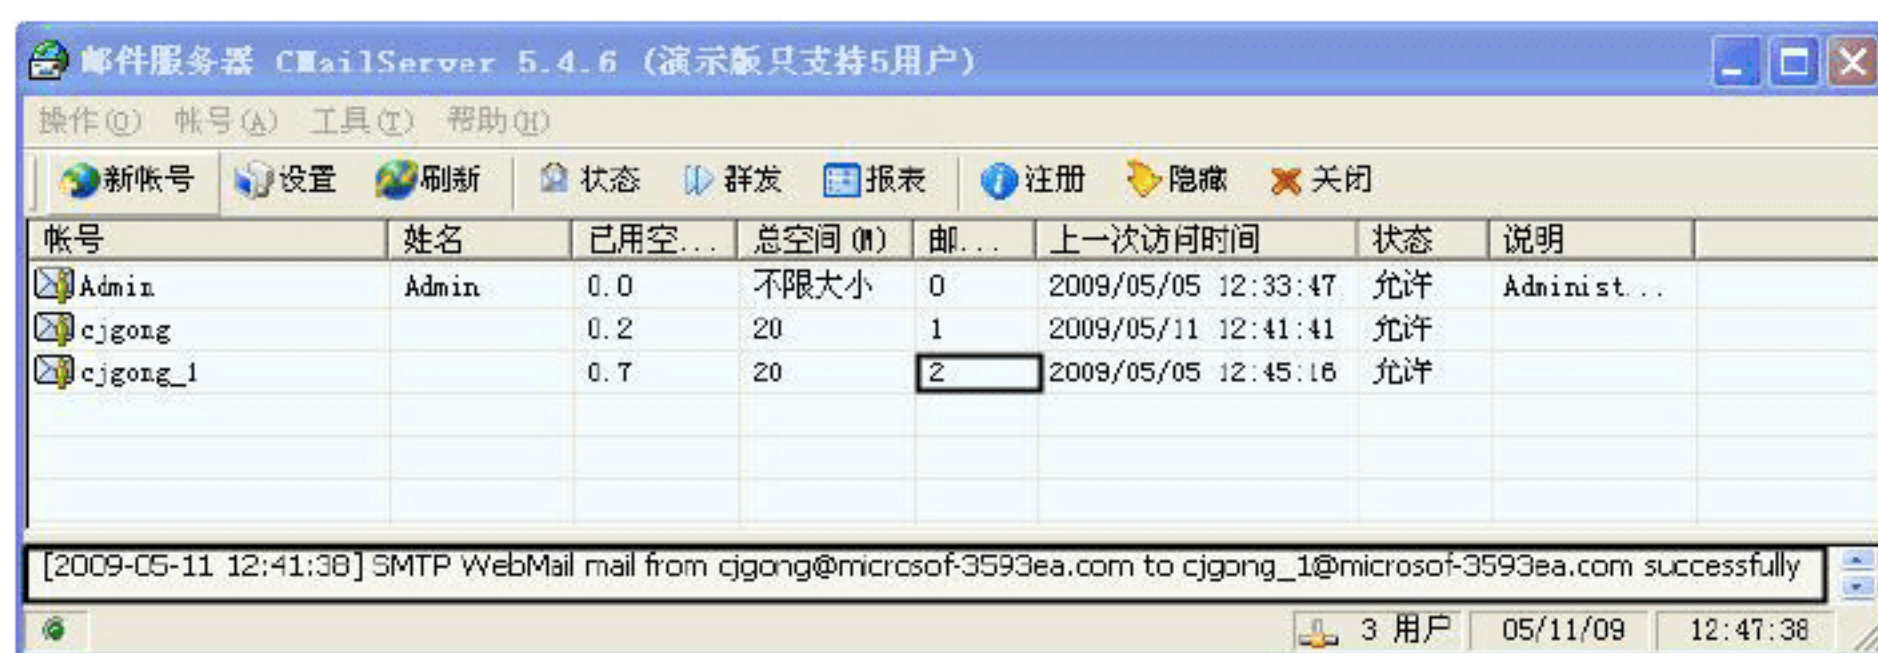 邮件服务器 CMailServer 5.4.6 (演示版只支持5用户)
操作(O) 帐号(A) 工具(T) 帮助(H)
新帐号 设置 刷新 状态 群发 报表 注册 隐藏 关闭
帐号 姓名 已用空... 总空间(M) 邮... 上一次访问时间 状态 说明
Admin Admin 0.0 不限大小 0 2009/05/05 12:33:47 允许 Administ...
cjgong 0.2 20 1 2009/05/11 12:41:41 允许
cjgong_1 0.7 20 2 2009/05/05 12:45:16 允许
[2009-05-11 12:41:38] SMTP WebMail mail from cjgong@microsof-3593ea.com to cjgong_1@microsof-3593ea.com successfully
3 用户 05/11/09 12:47:38